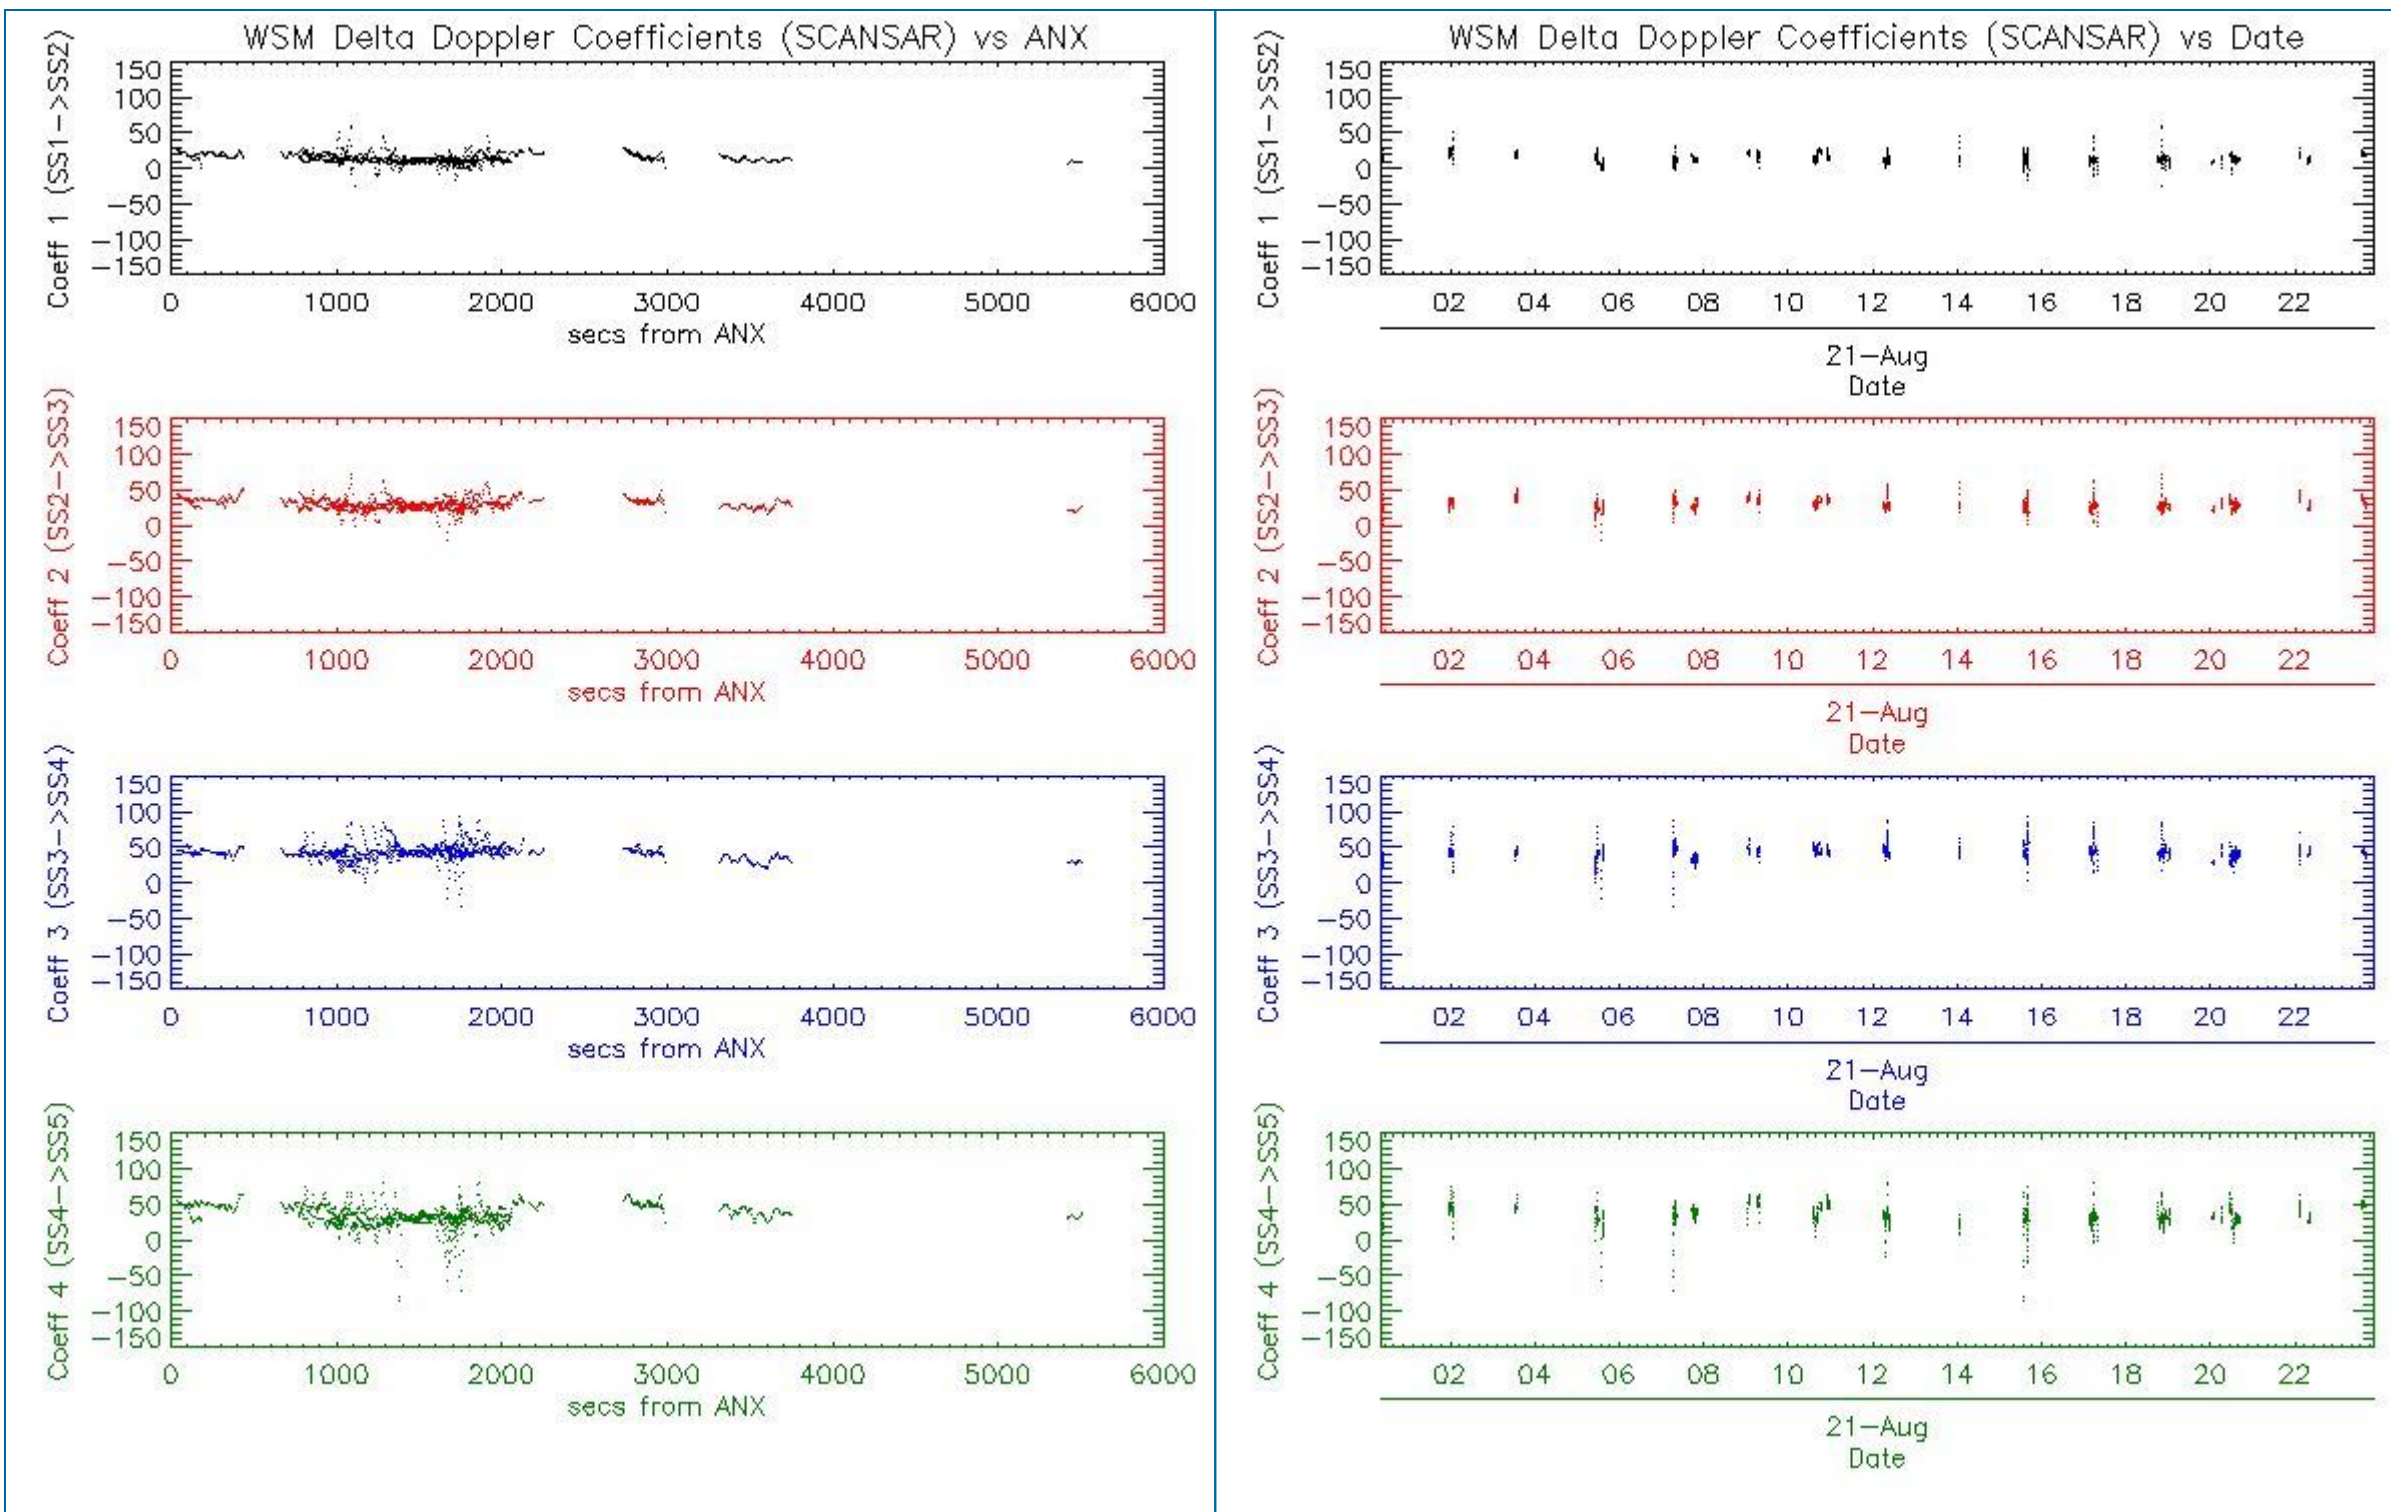 WSM Delta Doppler Coefficients (SCANSAR) vs ANX
Coeff 1 (SS1->SS2)
150
100
50
0
-50
-100
-150
0 1000 2000 3000 4000 5000 6000
secs from ANX
Coeff 2 (SS2->SS3)
150
100
50
0
-50
-100
-150
0 1000 2000 3000 4000 5000 6000
secs from ANX
Coeff 3 (SS3->SS4)
150
100
50
0
-50
-100
-150
0 1000 2000 3000 4000 5000 6000
secs from ANX
Coeff 4 (SS4->SS5)
150
100
50
0
-50
-100
-150
0 1000 2000 3000 4000 5000 6000
secs from ANX
WSM Delta Doppler Coefficients (SCANSAR) vs Date
Coeff 1 (SS1->SS2)
150
100
50
0
-50
-100
-150
02 04 06 08 10 12 14 16 18 20 22
21-Aug
Date
Coeff 2 (SS2->SS3)
150
100
50
0
-50
-100
-150
02 04 06 08 10 12 14 16 18 20 22
21-Aug
Date
Coeff 3 (SS3->SS4)
150
100
50
0
-50
-100
-150
02 04 06 08 10 12 14 16 18 20 22
21-Aug
Date
Coeff 4 (SS4->SS5)
150
100
50
0
-50
-100
-150
02 04 06 08 10 12 14 16 18 20 22
21-Aug
Date